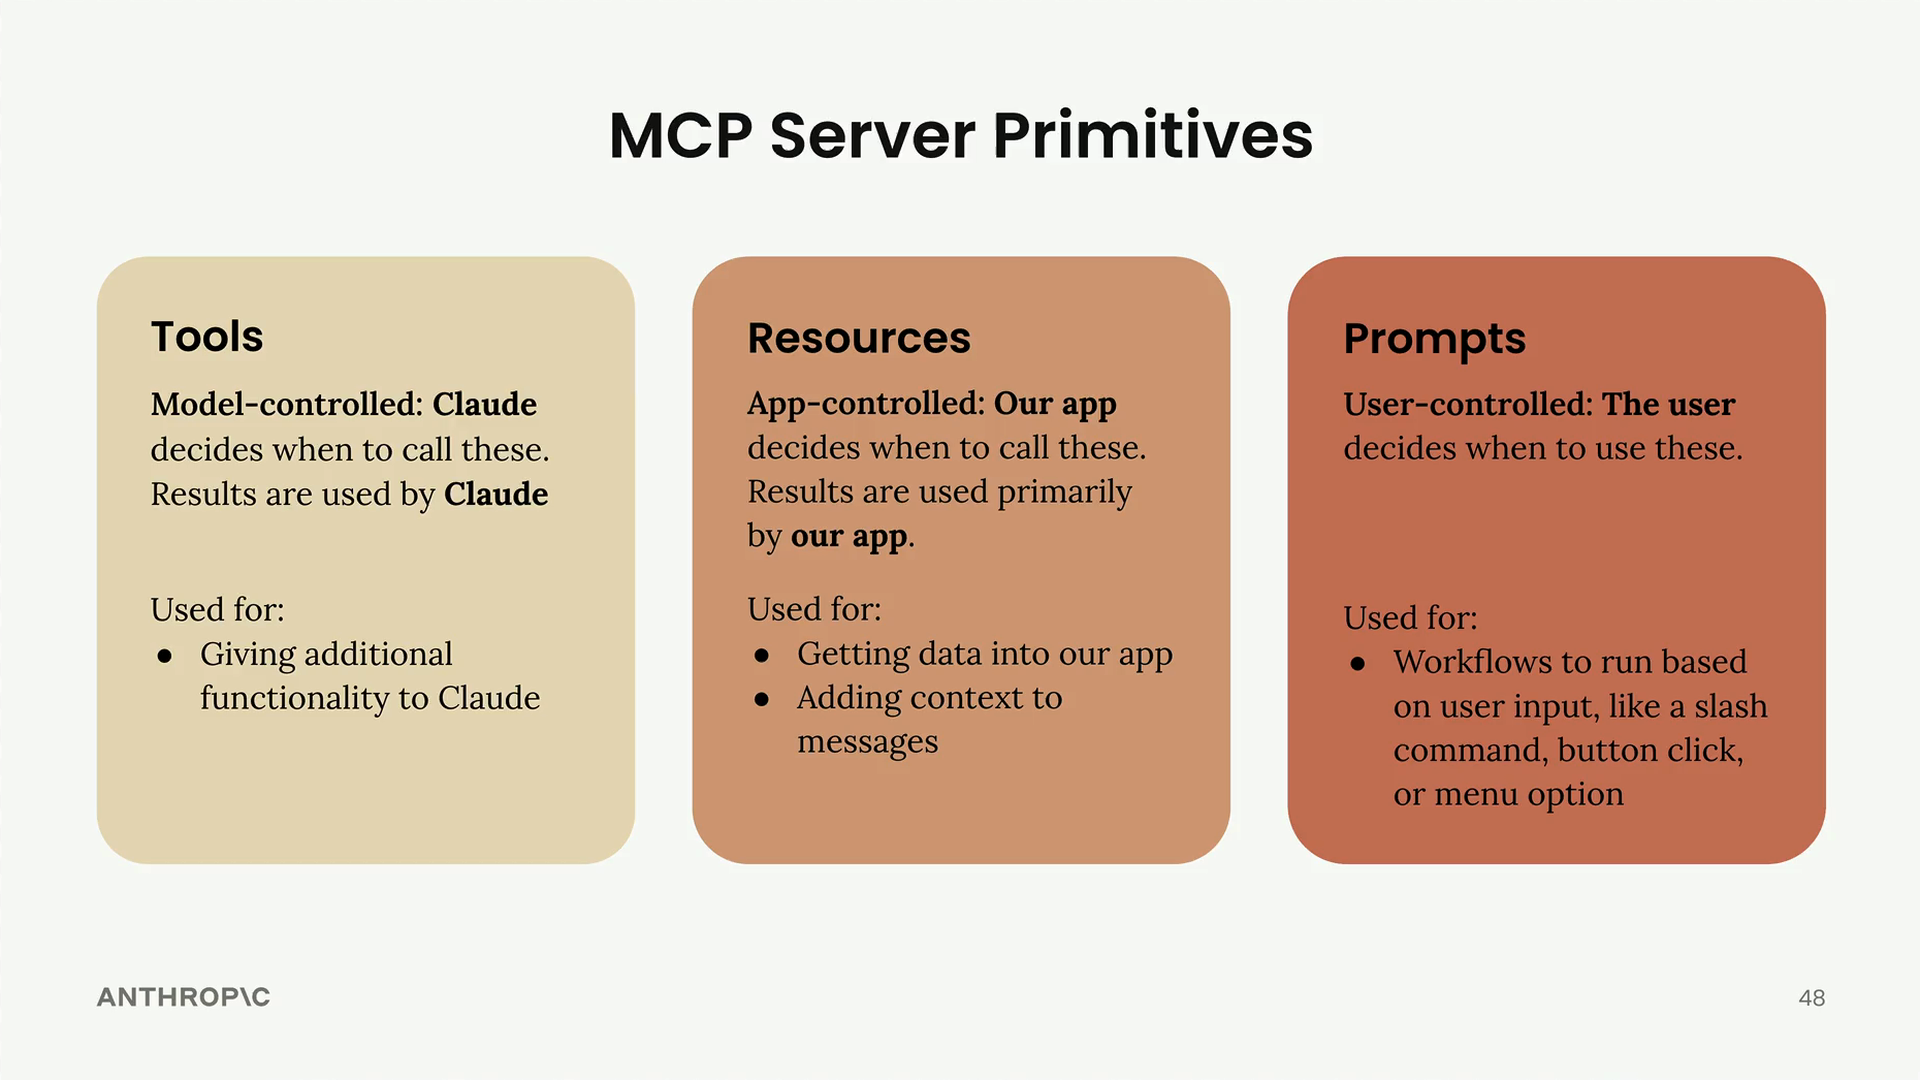 MCP Server Primitives
Tools
Model-controlled: Claude
decides when to call these.
Results are used by Claude
Used for:
● Giving additional
functionality to Claude
Resources
App-controlled: Our app
decides when to call these.
Results are used primarily
by our app.
Used for:
● Getting data into our app
● Adding context to
messages
Prompts
User-controlled: The user
decides when to use these.
Used for:
● Workflows to run based
on user input, like a slash
command, button click,
or menu option
ANTHROP\C
48